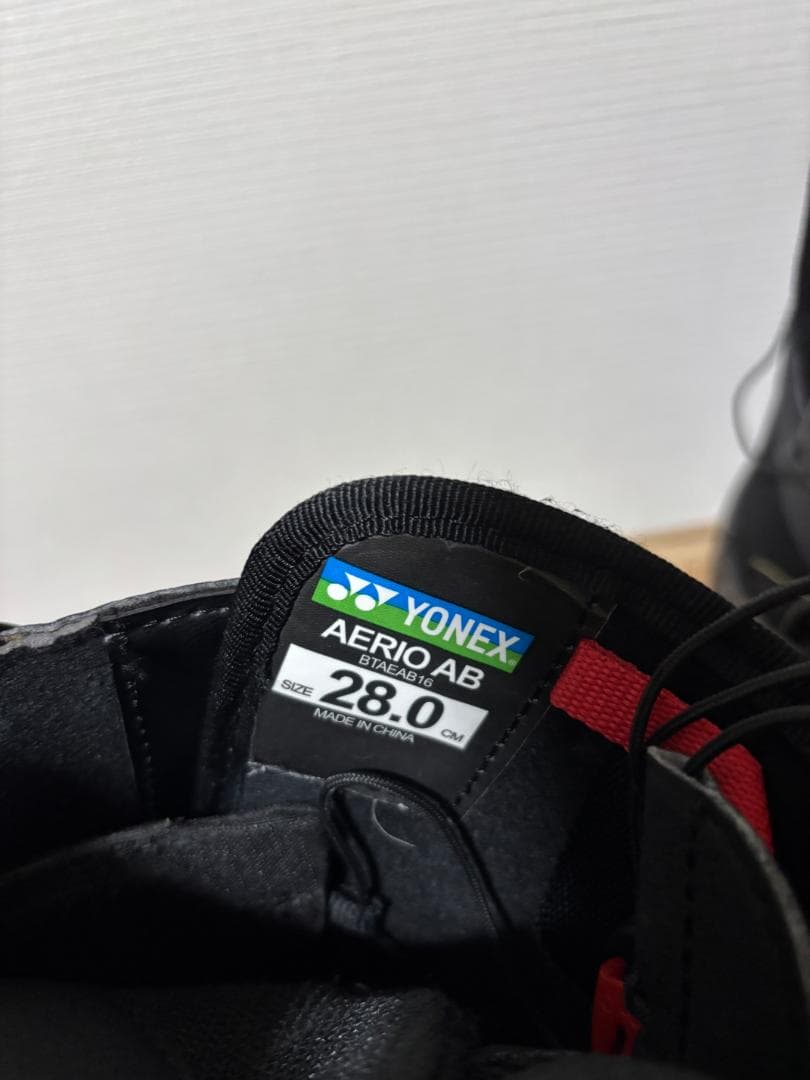 YONEX
AERIO AB
BTAEAB16
SIZE 28.0 CM
MADE IN CHINA